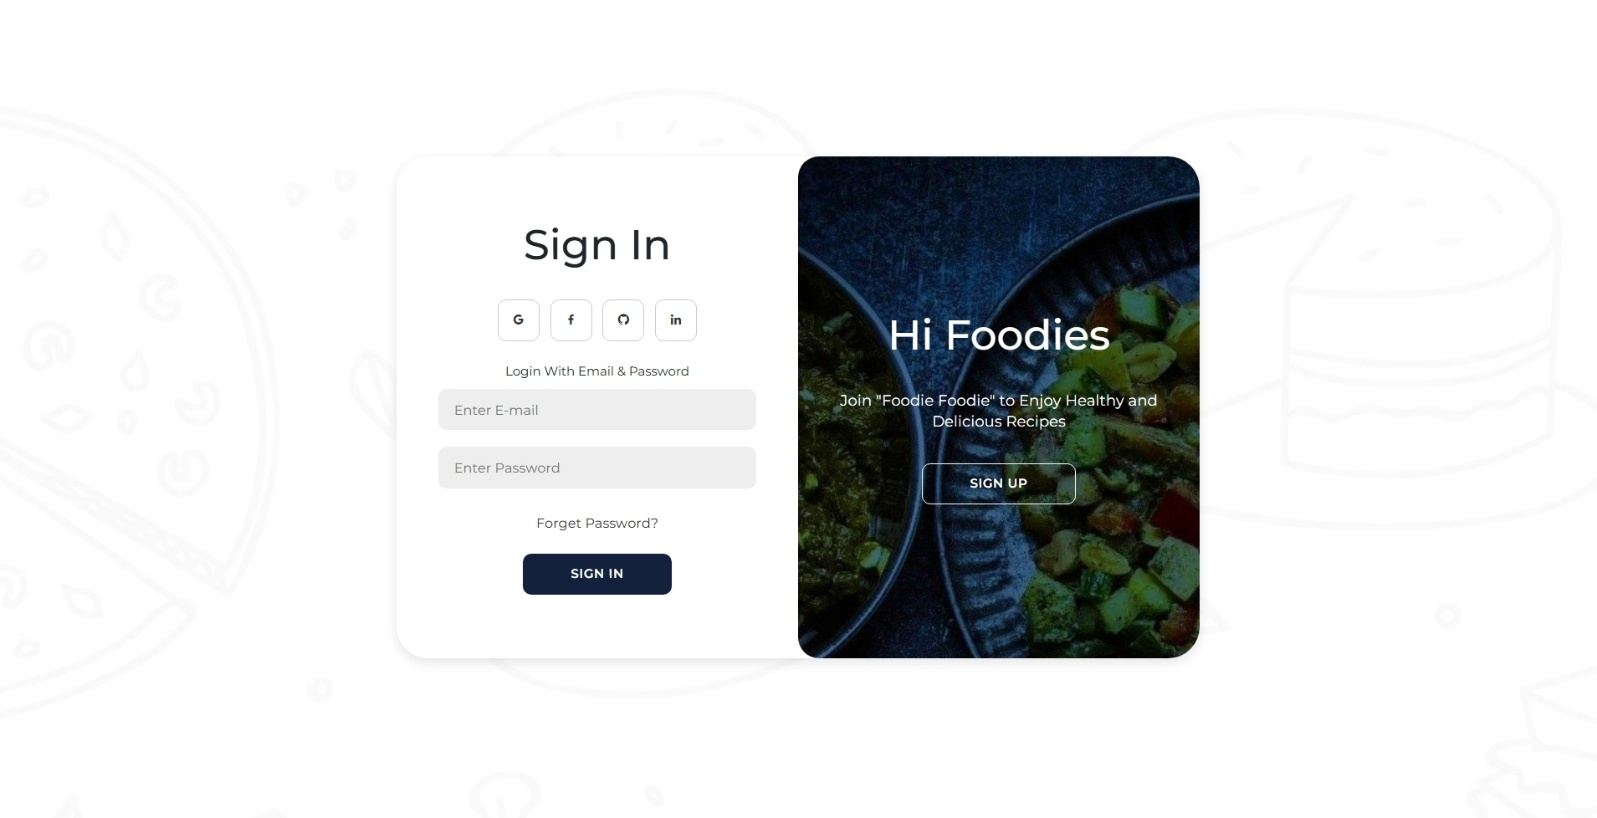 Sign In
Login With Email & Password
Enter E-mail
Enter Password
Forget Password?
SIGN IN
Hi Foodies
Join "Foodie Foodie" to Enjoy Healthy and
Delicious Recipes
SIGN UP